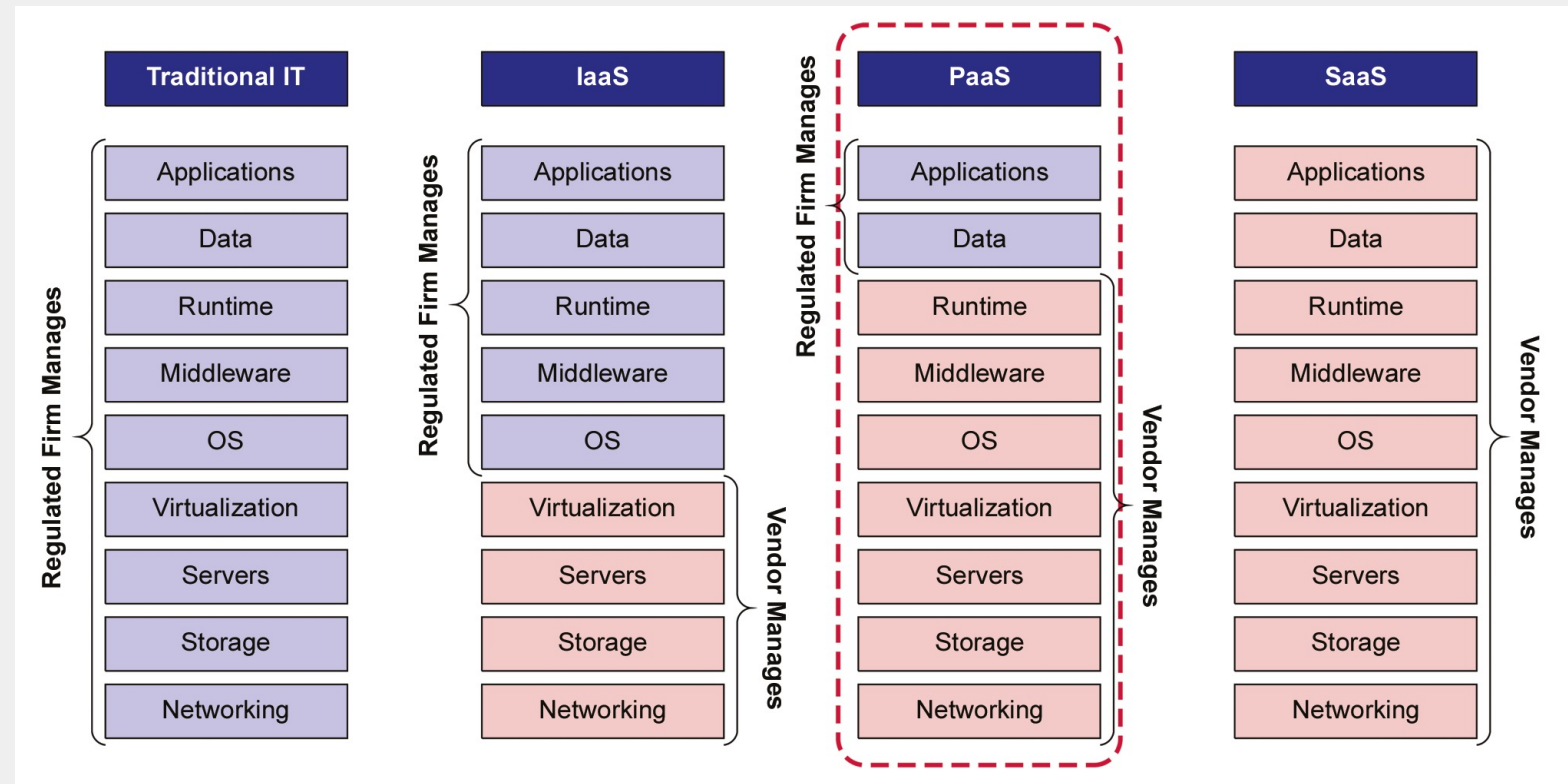 Traditional IT
IaaS
PaaS
SaaS
Regulated Firm Manages
Applications
Data
Runtime
Middleware
OS
Virtualization
Servers
Storage
Networking
Regulated Firm Manages
Applications
Data
Runtime
Middleware
OS
Virtualization
Servers
Storage
Networking
Vendor Manages
Regulated Firm Manages
Applications
Data
Runtime
Middleware
OS
Virtualization
Servers
Storage
Networking
Vendor Manages
Applications
Data
Runtime
Middleware
OS
Virtualization
Servers
Storage
Networking
Vendor Manages